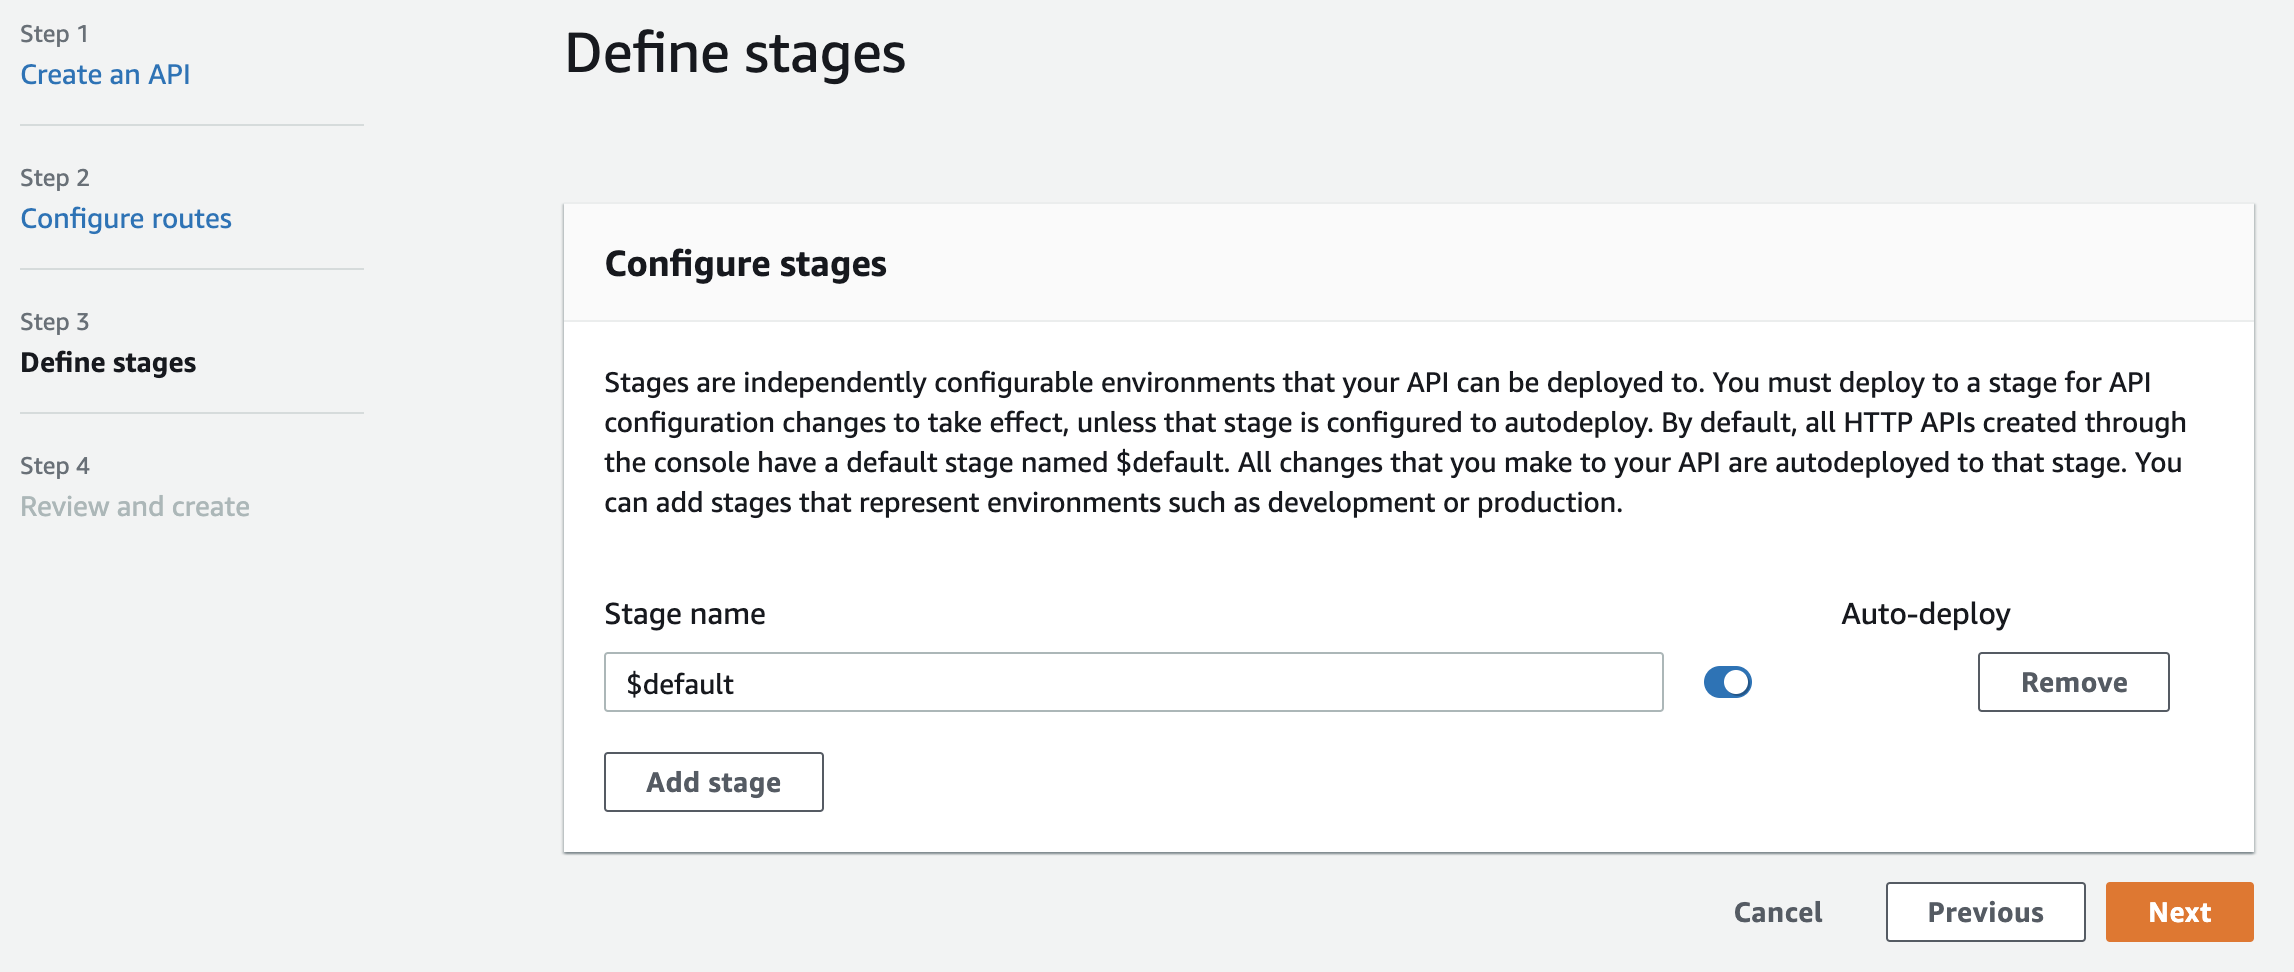 Step 1
Create an API
Step 2
Configure routes
Step 3
Define stages
Step 4
Review and create
Define stages
Configure stages
Stages are independently configurable environments that your API can be deployed to. You must deploy to a stage for API
configuration changes to take effect, unless that stage is configured to autodeploy. By default, all HTTP APIs created through
the console have a default stage named $default. All changes that you make to your API are autodeployed to that stage. You
can add stages that represent environments such as development or production.
Stage name
Auto-deploy
$default
Remove
Add stage
Cancel
Previous
Next